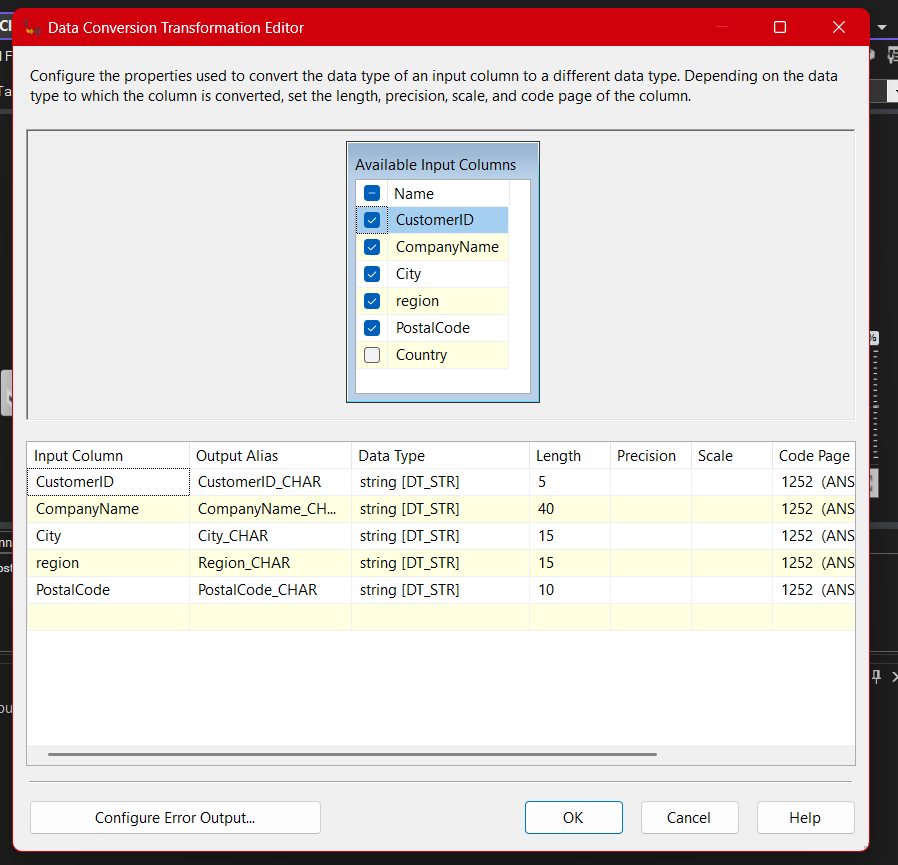 Data Conversion Transformation Editor
Configure the properties used to convert the data type of an input column to a different data type. Depending on the data
type to which the column is converted, set the length, precision, scale, and code page of the column.
Available Input Columns
Name
CustomerID
CompanyName
City
region
PostalCode
Country
%
Input Column Output Alias Data Type Length Precision Scale Code Page
CustomerID CustomerID_CHAR string [DT_STR] 5 1252 (ANS
CompanyName CompanyName_CH... string [DT_STR] 40 1252 (ANS
City City_CHAR string [DT_STR] 15 1252 (ANS
region Region_CHAR string [DT_STR] 15 1252 (ANS
PostalCode PostalCode_CHAR string [DT_STR] 10 1252 (ANS
Configure Error Output... OK Cancel Help